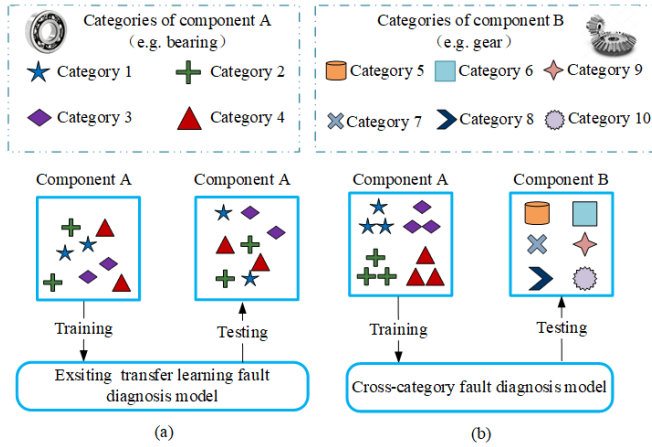 Categories of component A
（e.g. bearing）
Category 1
Category 2
Category 3
Category 4
Categories of component B
(e.g. gear)
Category 5
Category 6
Category 9
Category 7
Category 8
Category 10
Component A
Component A
Training
Testing
Exsiting transfer learning fault
diagnosis model
(a)
Component A
Component B
Training
Testing
Cross-category fault diagnosis model
(b)